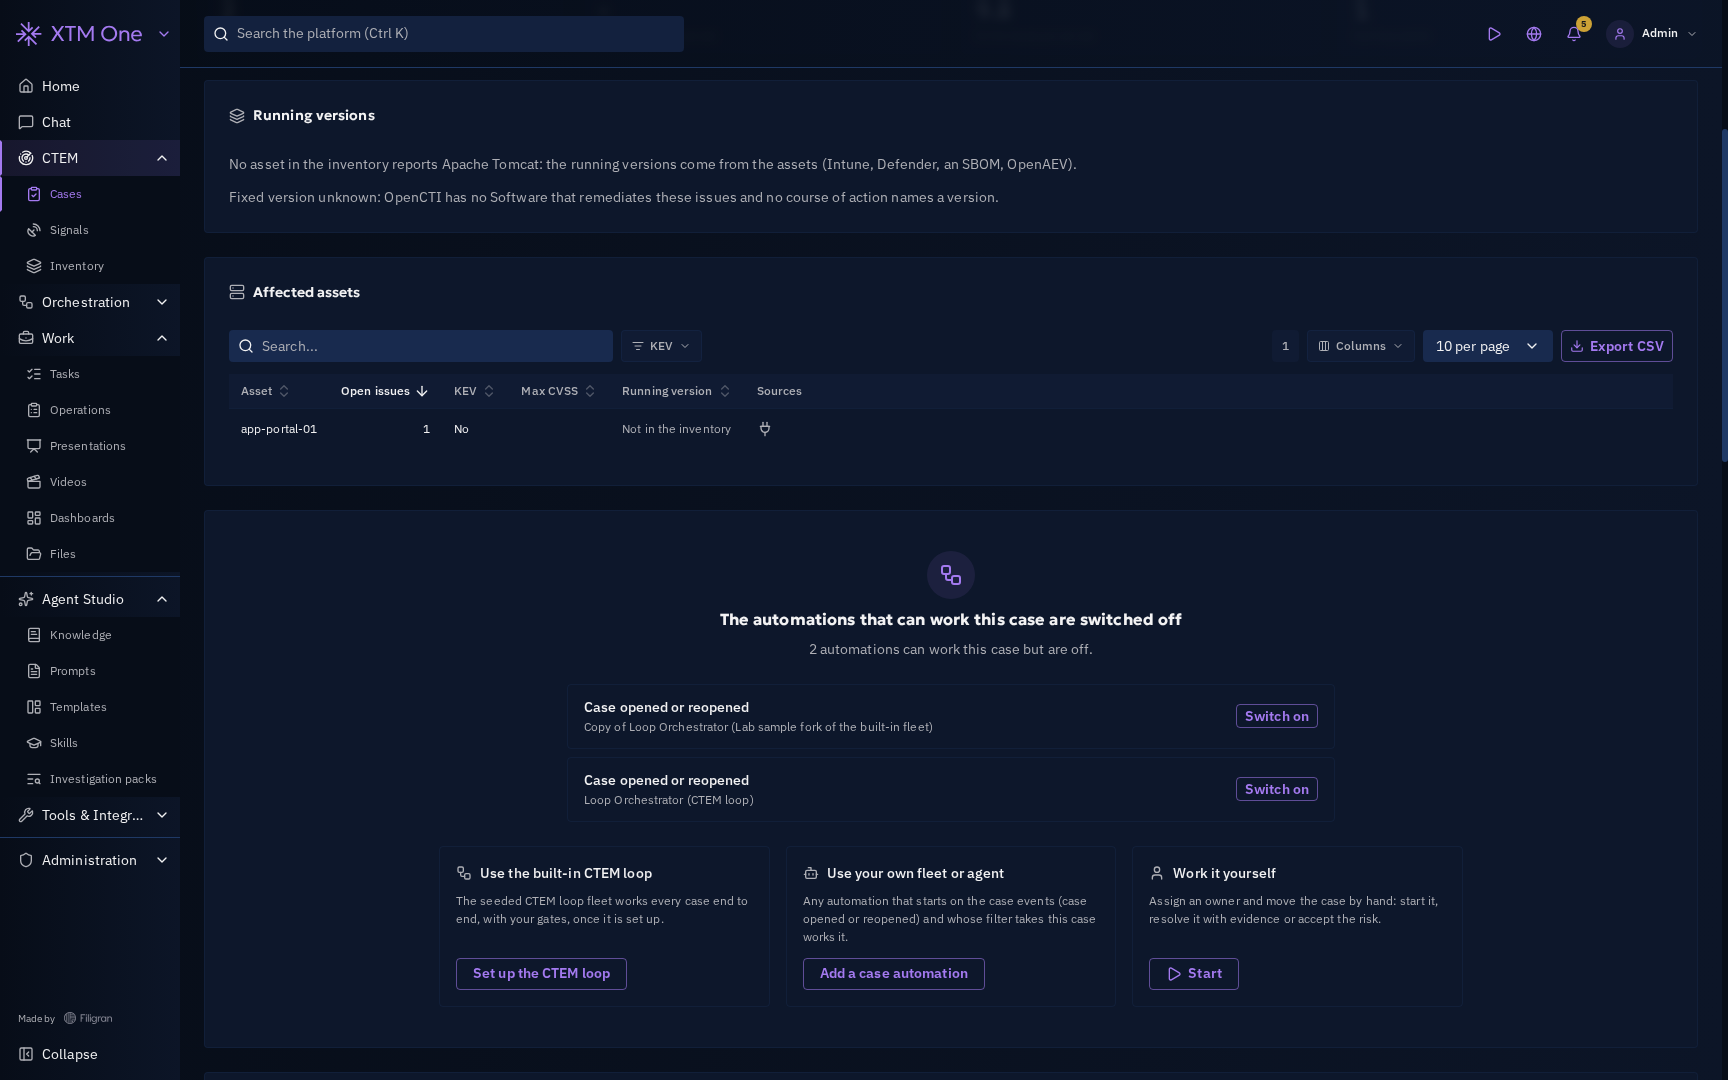 XTM One
Search the platform (Ctrl K)
5
Admin
Home
Chat
CTEM
Cases
Signals
Inventory
Orchestration
Work
Tasks
Operations
Presentations
Videos
Dashboards
Files
Agent Studio
Knowledge
Prompts
Templates
Skills
Investigation packs
Tools & Integr...
Administration
Made by Filigran
Collapse
Running versions
No asset in the inventory reports Apache Tomcat: the running versions come from the assets (Intune, Defender, an SBOM, OpenAEV).
Fixed version unknown: OpenCTI has no Software that remediates these issues and no course of action names a version.
Affected assets
Search... KEV 1 Columns 10 per page Export CSV
Asset Open issues KEV Max CVSS Running version Sources
app-portal-01 1 No Not in the inventory
The automations that can work this case are switched off
2 automations can work this case but are off.
Case opened or reopened
Copy of Loop Orchestrator (Lab sample fork of the built-in fleet)
Switch on
Case opened or reopened
Loop Orchestrator (CTEM loop)
Switch on
Use the built-in CTEM loop
The seeded CTEM loop fleet works every case end to
end, with your gates, once it is set up.
Set up the CTEM loop
Use your own fleet or agent
Any automation that starts on the case events (case
opened or reopened) and whose filter takes this case
works it.
Add a case automation
Work it yourself
Assign an owner and move the case by hand: start it,
resolve it with evidence or accept the risk.
Start